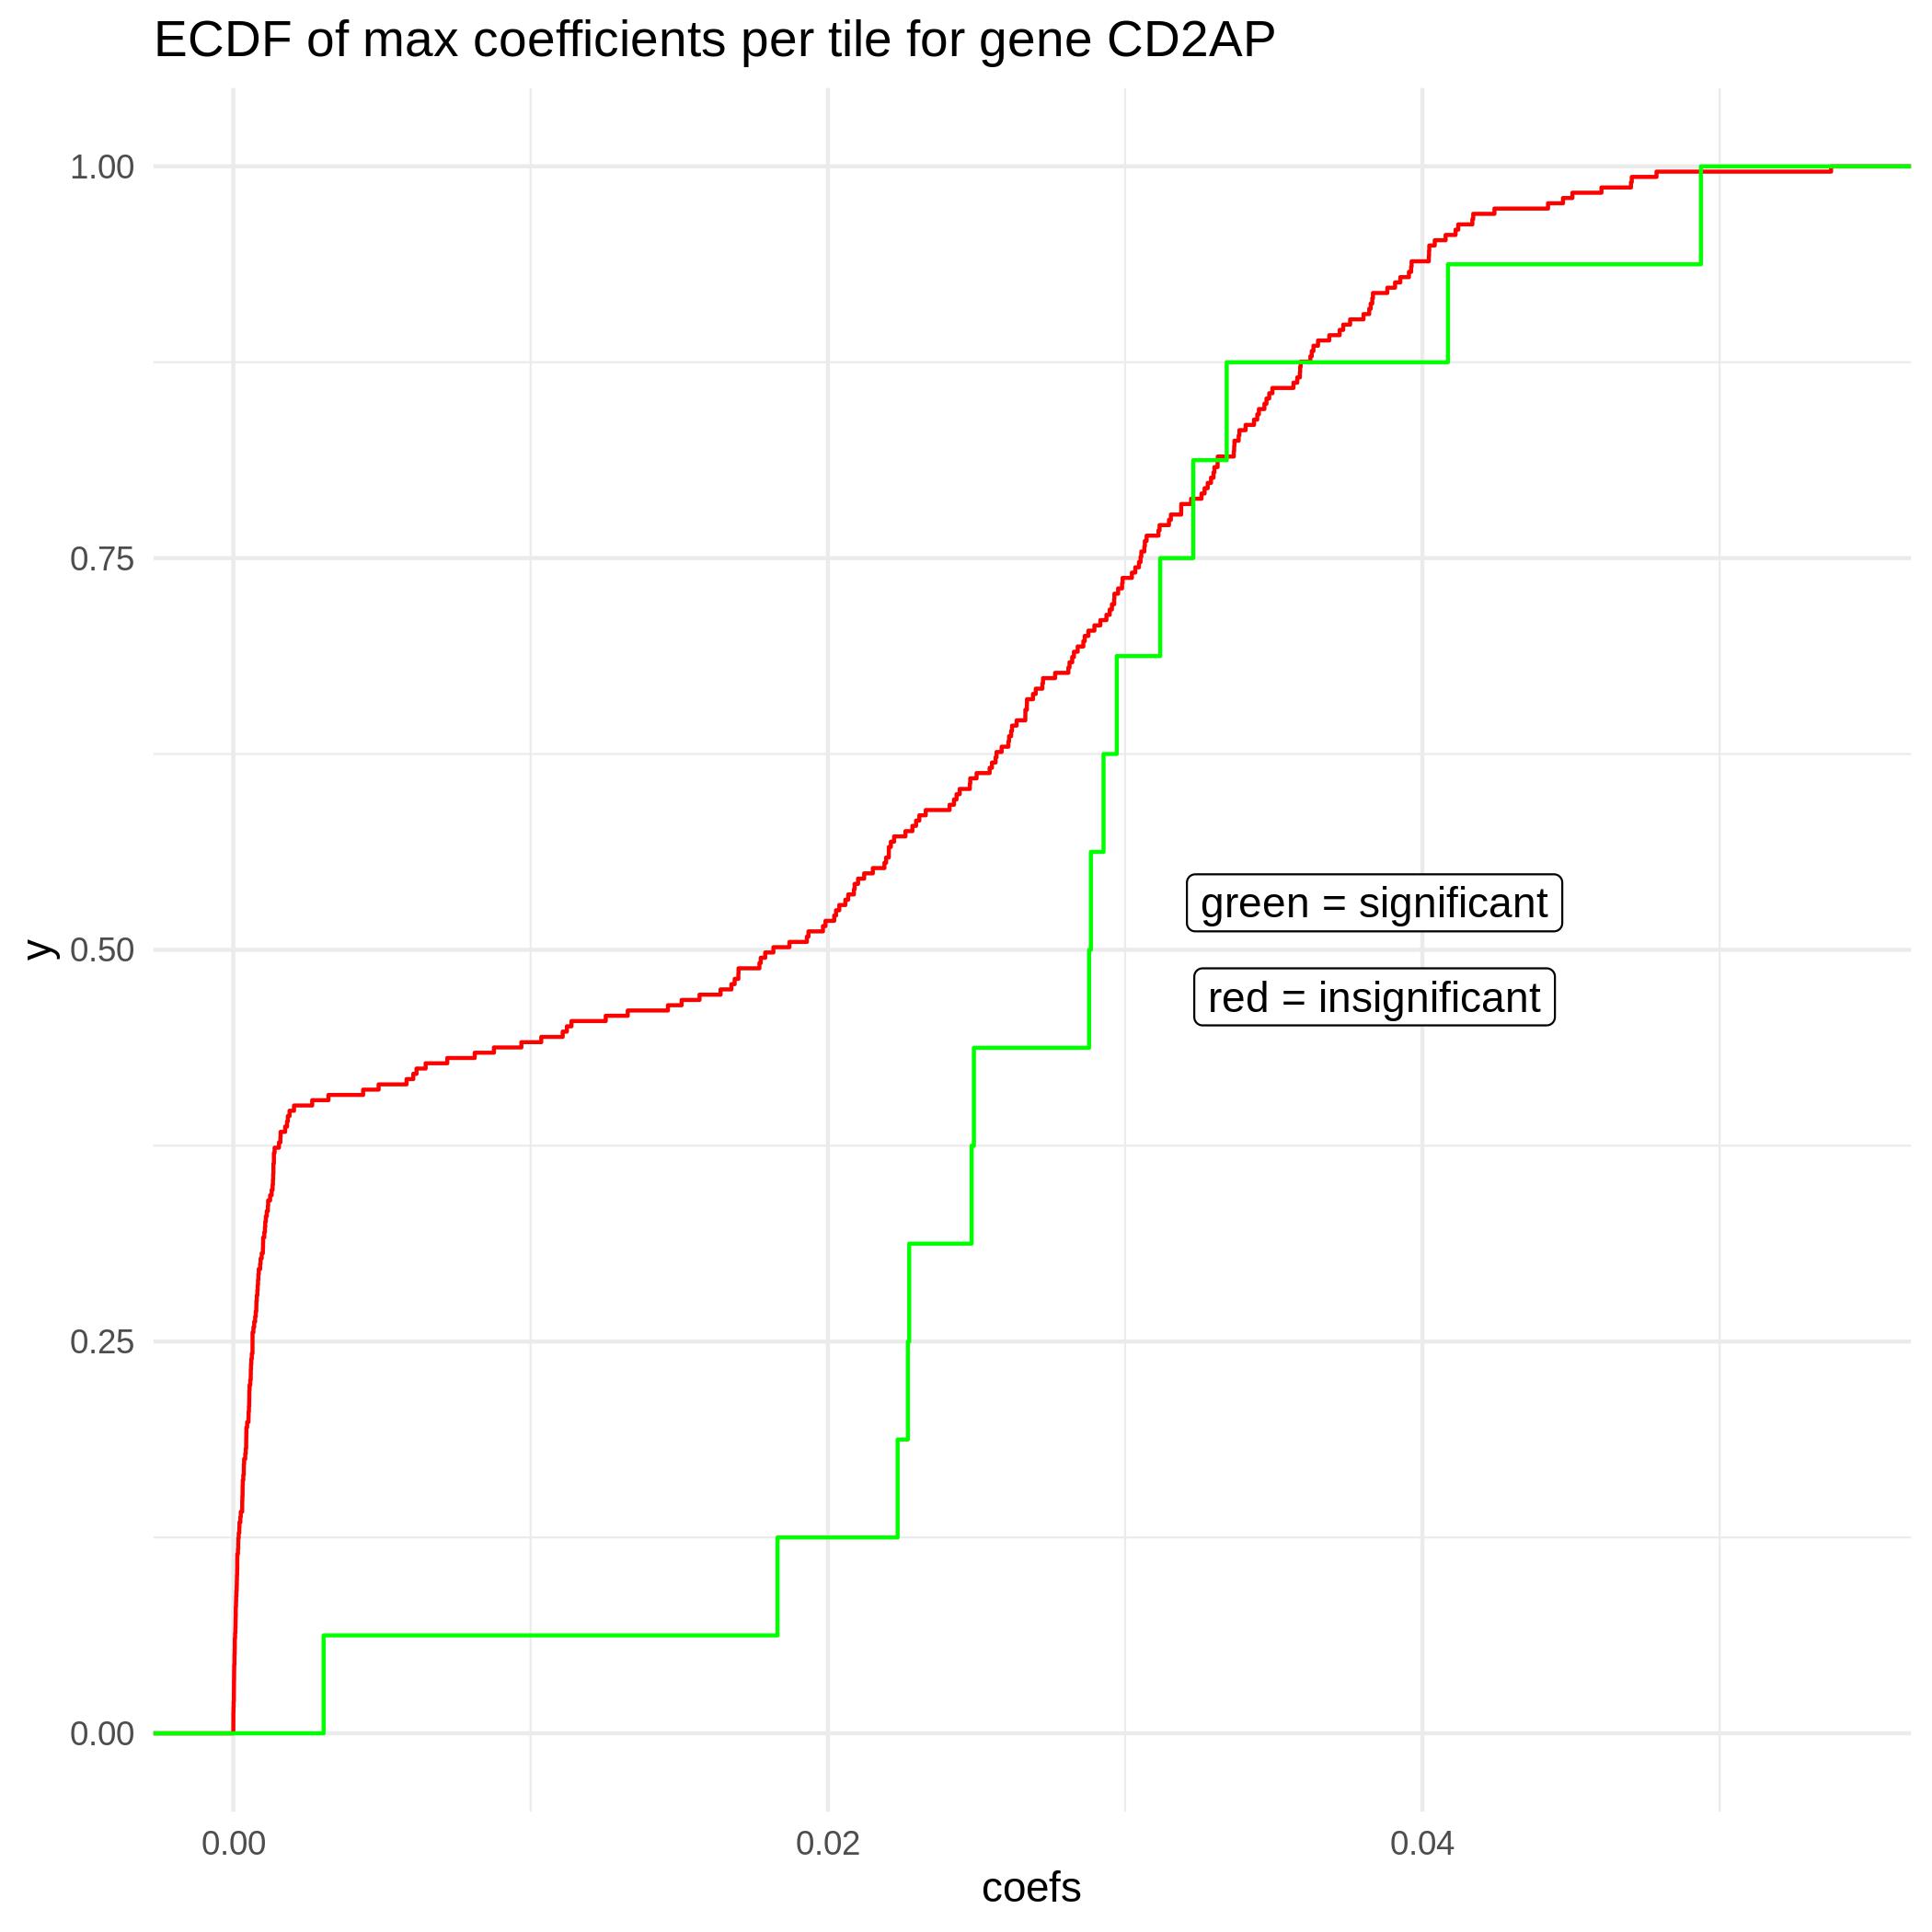 ECDF of max coefficients per tile for gene CD2AP
1.00
0.75
0.50
0.25
0.00
y
green = significant
red = insignificant
0.00 0.02 0.04
coefs